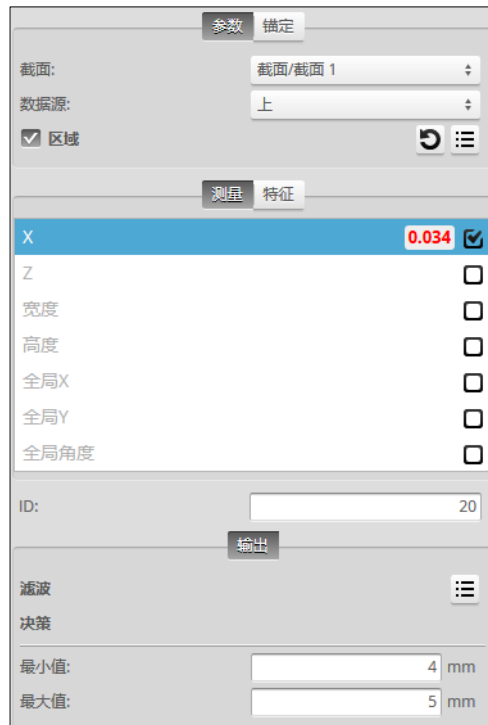 参数 锚定
截面: 截面/截面 1
数据源: 上
区域
测量 特征
X 0.034
Z
宽度
高度
全局X
全局Y
全局角度
ID: 20
输出
滤波
决策
最小值: 4 mm
最大值: 5 mm